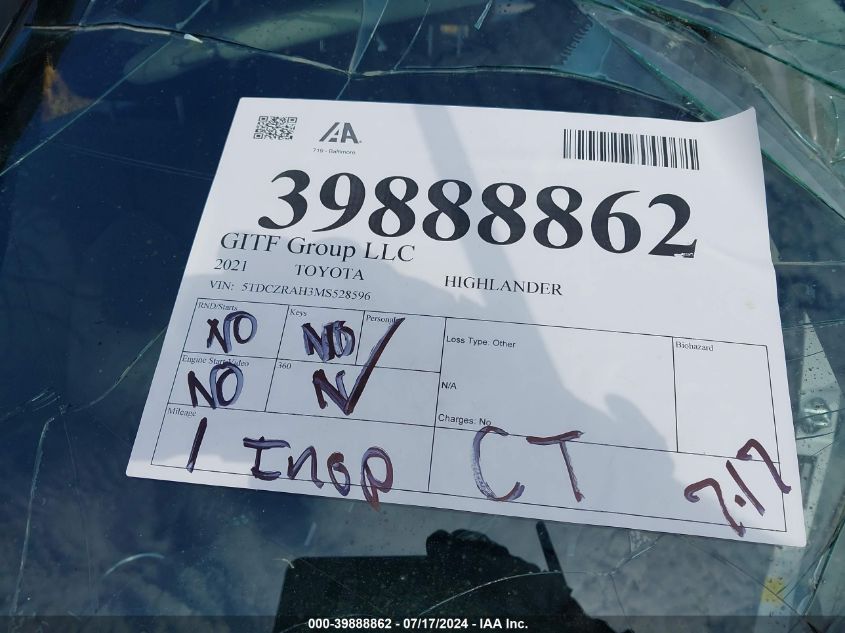 IAA
719 - Baltimore
39888862
GITF Group LLC
2021 TOYOTA HIGHLANDER
VIN: 5TDCZRAH3MS528596
RND/Starts Keys Personal
NO NO
Loss Type: Other Biohazard
Engine Start Video 360
NO N
N/A
Charges: No
Mileage
1 Inop CT 7.17
000-39888862 - 07/17/2024 - IAA Inc.